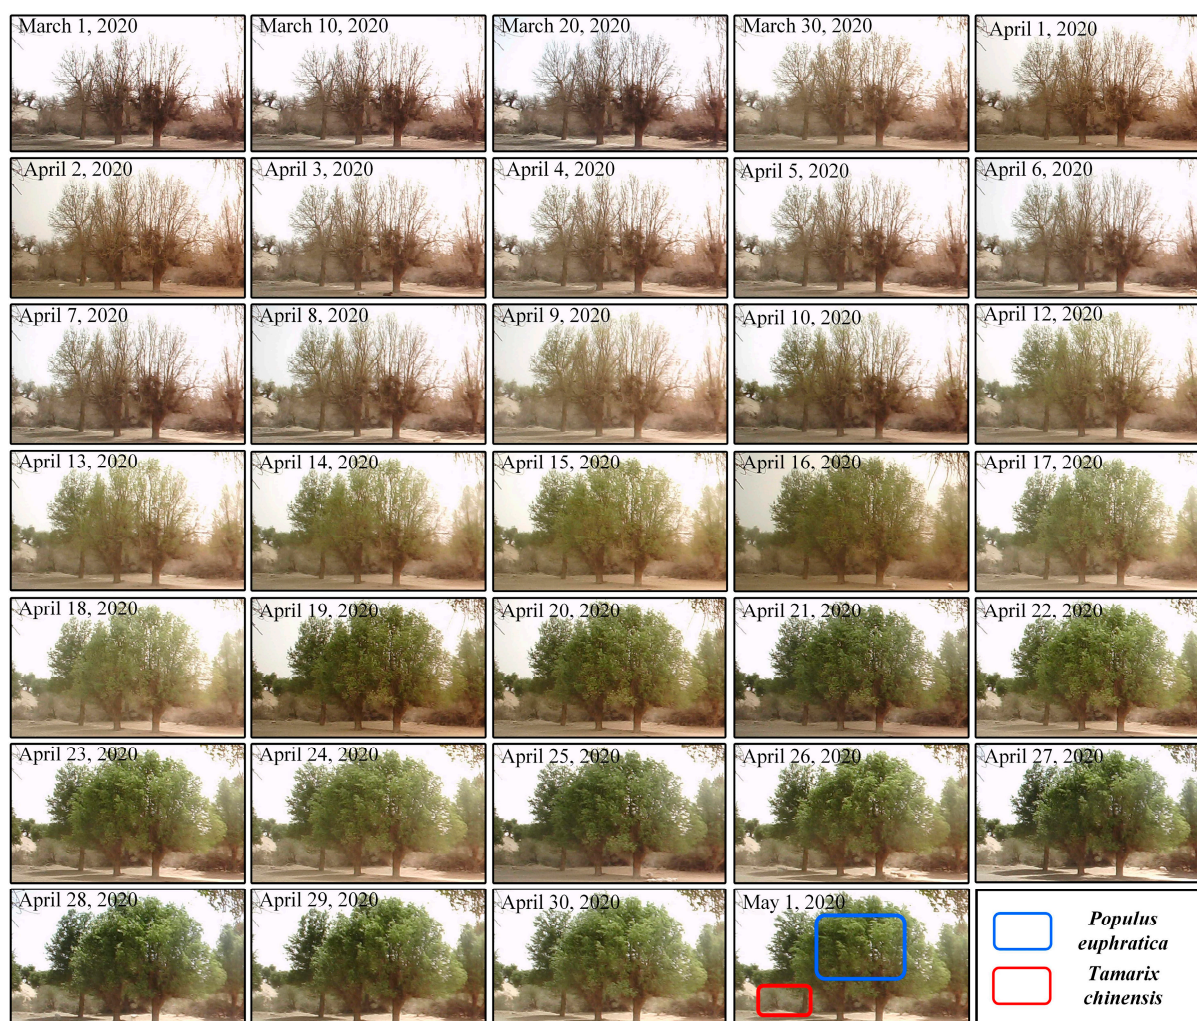 March 1, 2020
March 10, 2020
March 20, 2020
March 30, 2020
April 1, 2020
April 2, 2020
April 3, 2020
April 4, 2020
April 5, 2020
April 6, 2020
April 7, 2020
April 8, 2020
April 9, 2020
April 10, 2020
April 12, 2020
April 13, 2020
April 14, 2020
April 15, 2020
April 16, 2020
April 17, 2020
April 18, 2020
April 19, 2020
April 20, 2020
April 21, 2020
April 22, 2020
April 23, 2020
April 24, 2020
April 25, 2020
April 26, 2020
April 27, 2020
April 28, 2020
April 29, 2020
April 30, 2020
May 1, 2020
Populus
euphratica
Tamarix
chinensis